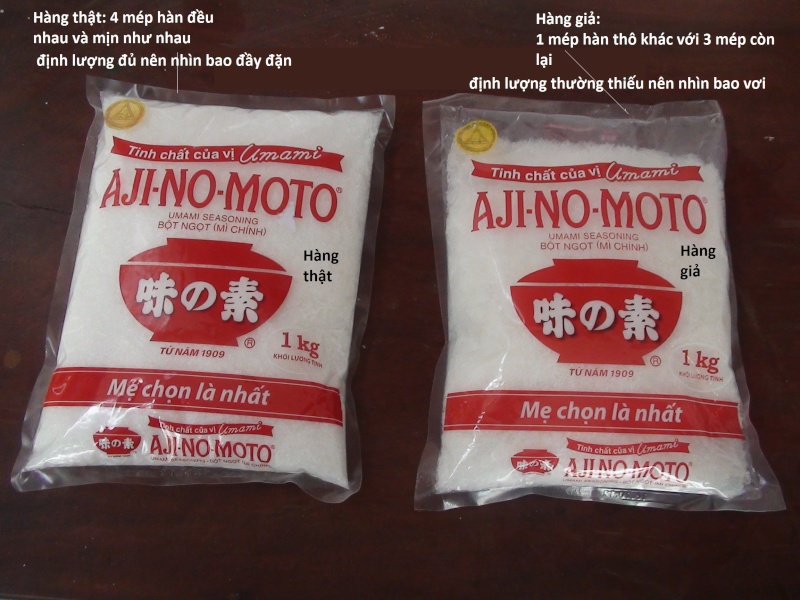 Hàng thật: 4 mép hàn đều
nhau và mịn như nhau
định lượng đủ nên nhìn bao đầy đặn
Hàng giả:
1 mép hàn thô khác với 3 mép còn
lại
định lượng thường thiếu nên nhìn bao vơi
Tinh chất của vị Umami
AJI-NO-MOTO®
UMAMI SEASONING
BỘT NGỌT (MÌ CHÍNH)
Hàng
thật
味の素
®
1 kg
KHỐI LƯỢNG TỊNH
TỪ NĂM 1909
Mẹ chọn là nhất
Tinh chất của vị Umami
味の素
AJI-NO-MOTO®
Tinh chất của vị Umami
AJI-NO-MOTO®
UMAMI SEASONING
BỘT NGỌT (MÌ CHÍNH)
Hàng
giả
味の素
®
1 kg
KHỐI LƯỢNG TỊNH
TỪ NĂM 1909
Mẹ chọn là nhất
Tinh chất của vị Umami
味の素
AJI-NO-MOTO®